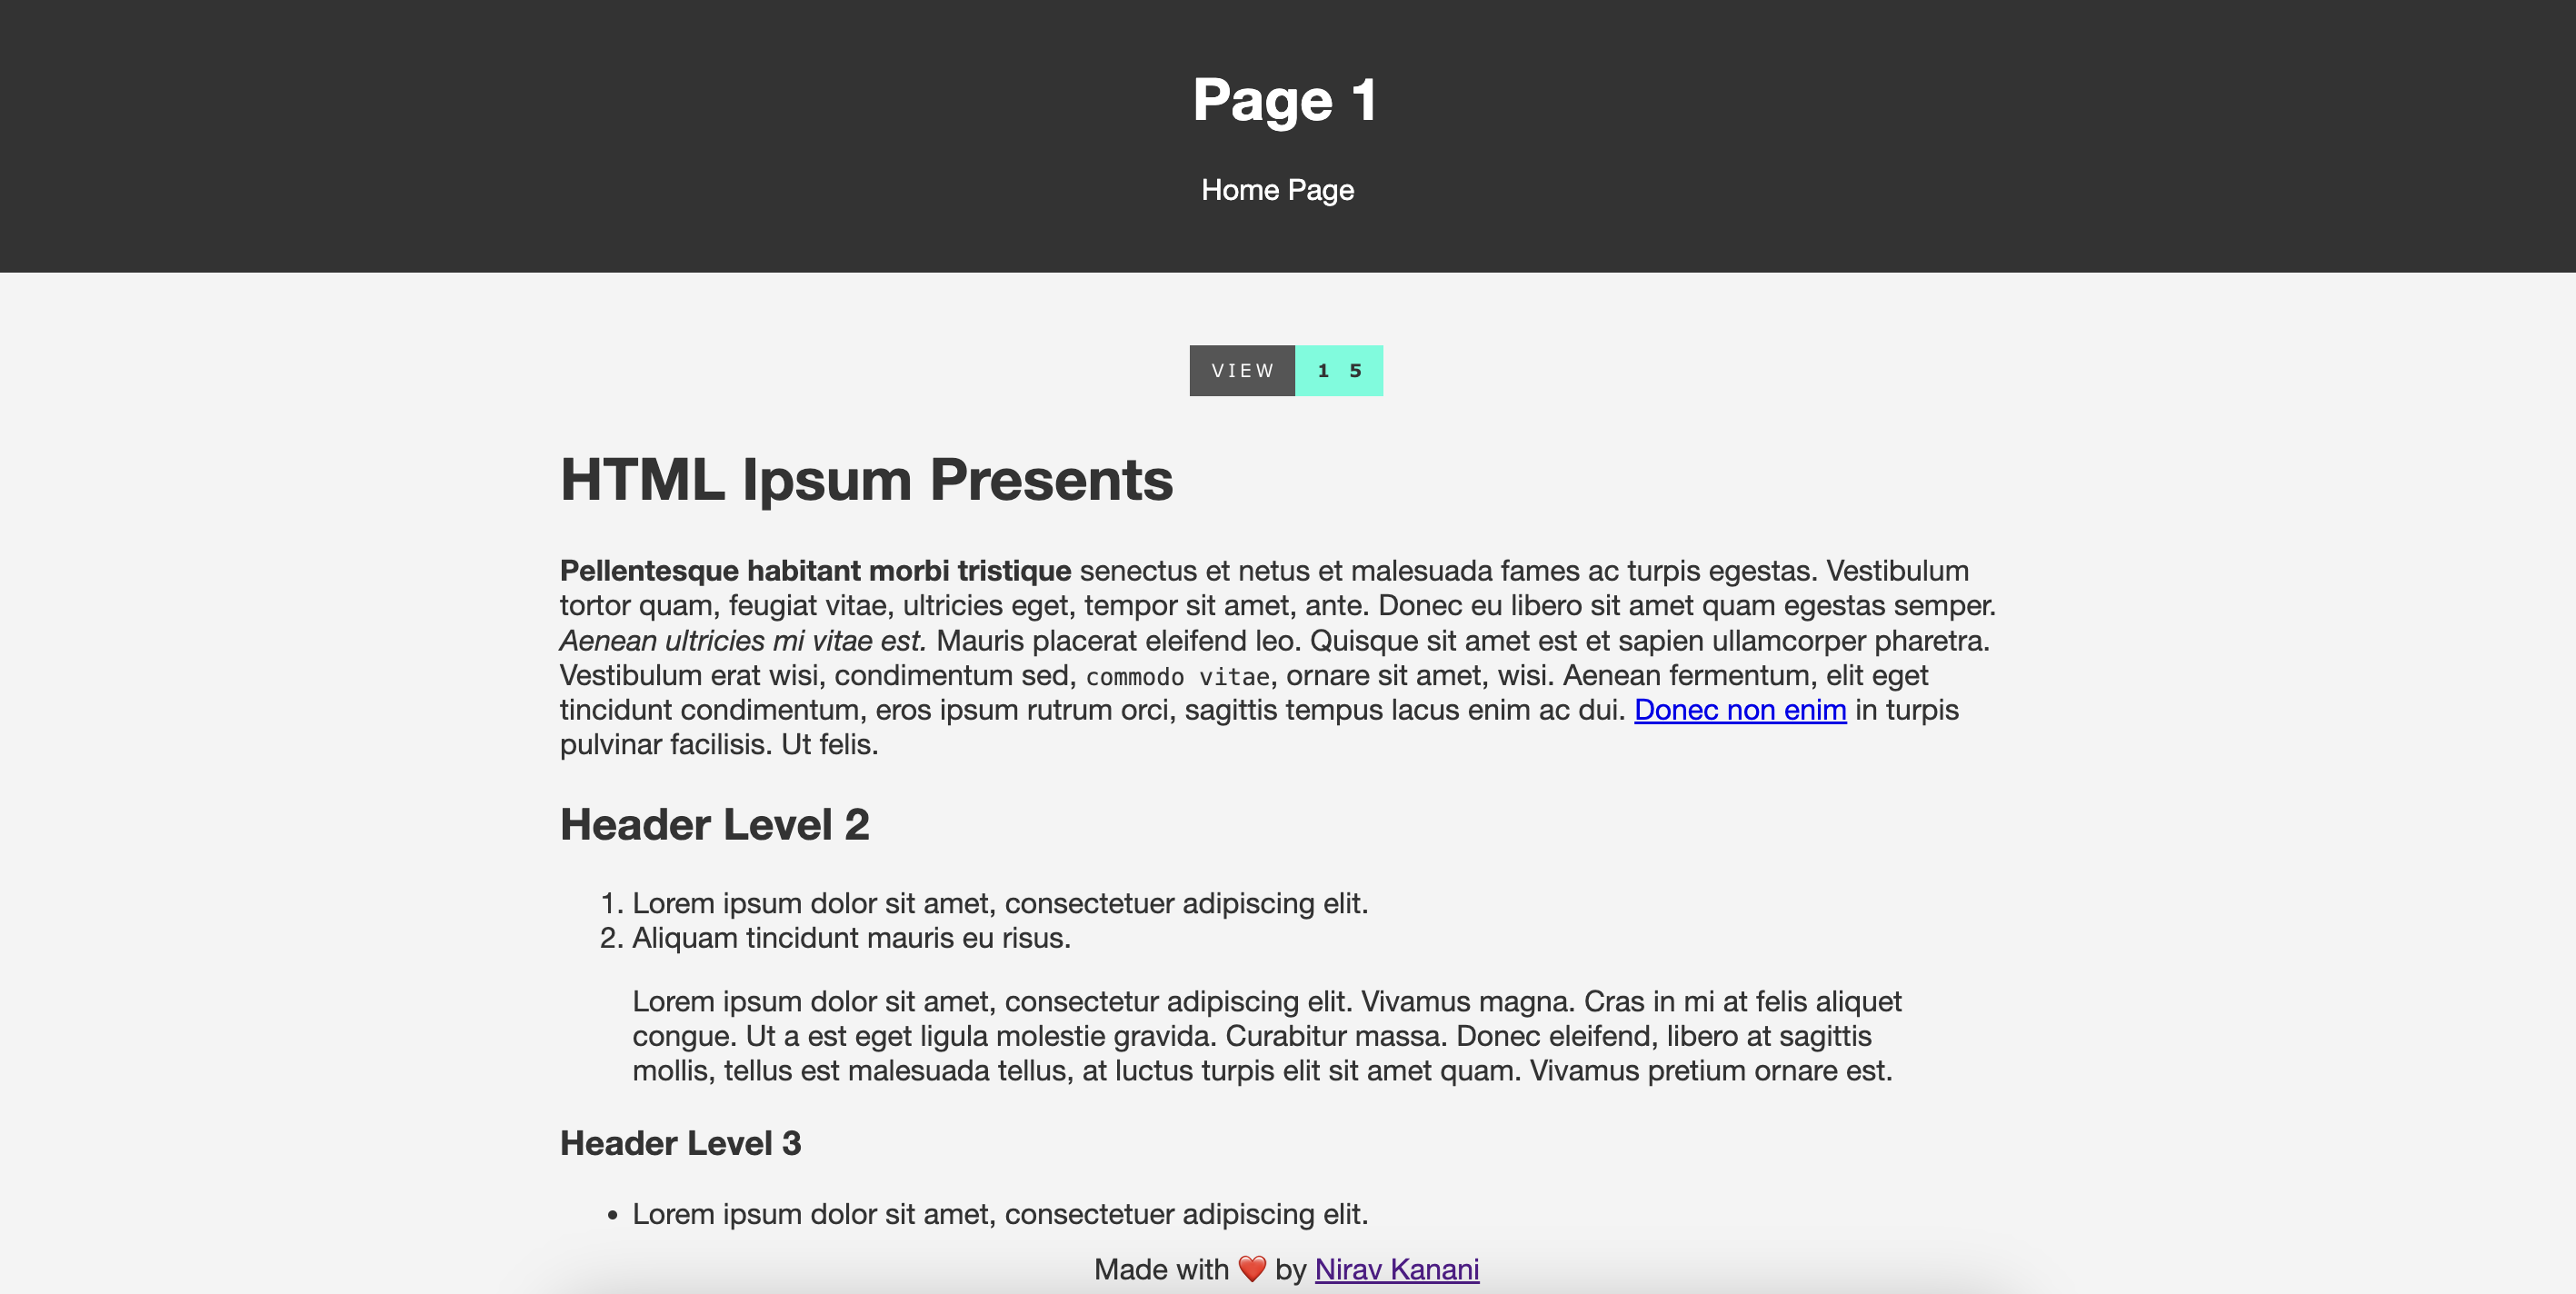 Page 1
Home Page
VIEW 1 5
HTML Ipsum Presents
Pellentesque habitant morbi tristique senectus et netus et malesuada fames ac turpis egestas. Vestibulum
tortor quam, feugiat vitae, ultricies eget, tempor sit amet, ante. Donec eu libero sit amet quam egestas semper.
Aenean ultricies mi vitae est. Mauris placerat eleifend leo. Quisque sit amet est et sapien ullamcorper pharetra.
Vestibulum erat wisi, condimentum sed, commodo vitae, ornare sit amet, wisi. Aenean fermentum, elit eget
tincidunt condimentum, eros ipsum rutrum orci, sagittis tempus lacus enim ac dui. Donec non enim in turpis
pulvinar facilisis. Ut felis.
Header Level 2
1. Lorem ipsum dolor sit amet, consectetuer adipiscing elit.
2. Aliquam tincidunt mauris eu risus.
Lorem ipsum dolor sit amet, consectetur adipiscing elit. Vivamus magna. Cras in mi at felis aliquet
congue. Ut a est eget ligula molestie gravida. Curabitur massa. Donec eleifend, libero at sagittis
mollis, tellus est malesuada tellus, at luctus turpis elit sit amet quam. Vivamus pretium ornare est.
Header Level 3
• Lorem ipsum dolor sit amet, consectetuer adipiscing elit.
Made with ❤️ by Nirav Kanani